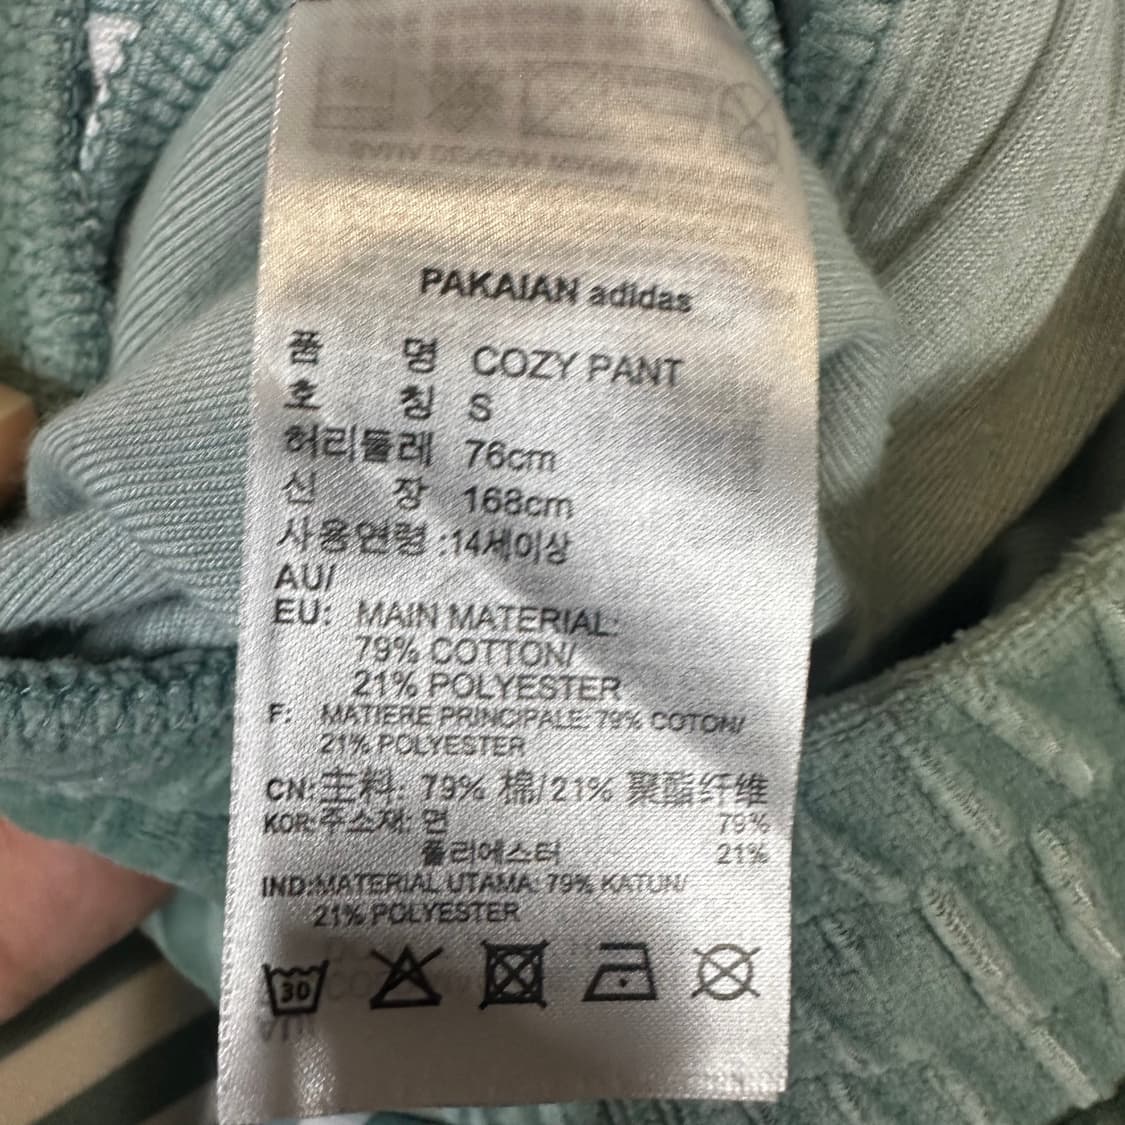 PAKAIAN adidas
품 명 COZY PANT
호 칭 S
허리둘레 76cm
신 장 168cm
사용연령 :14세이상
AU/
EU: MAIN MATERIAL:
79% COTTON/
21% POLYESTER
F: MATIERE PRINCIPALE: 79% COTON/
21% POLYESTER
CN:主料: 79% 棉/21% 聚酯纤维
KOR:주소재: 면 79%
폴리에스터 21%
IND:MATERIAL UTAMA: 79% KATUN/
21% POLYESTER
30